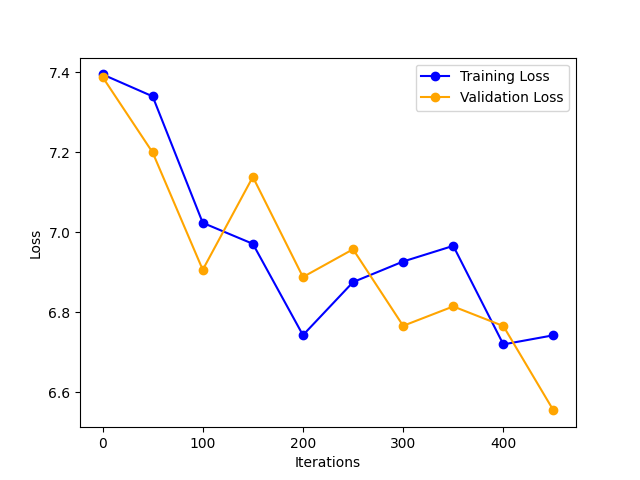 Training Loss
Validation Loss
7.4
7.2
7.0
6.8
6.6
Loss
0 100 200 300 400
Iterations